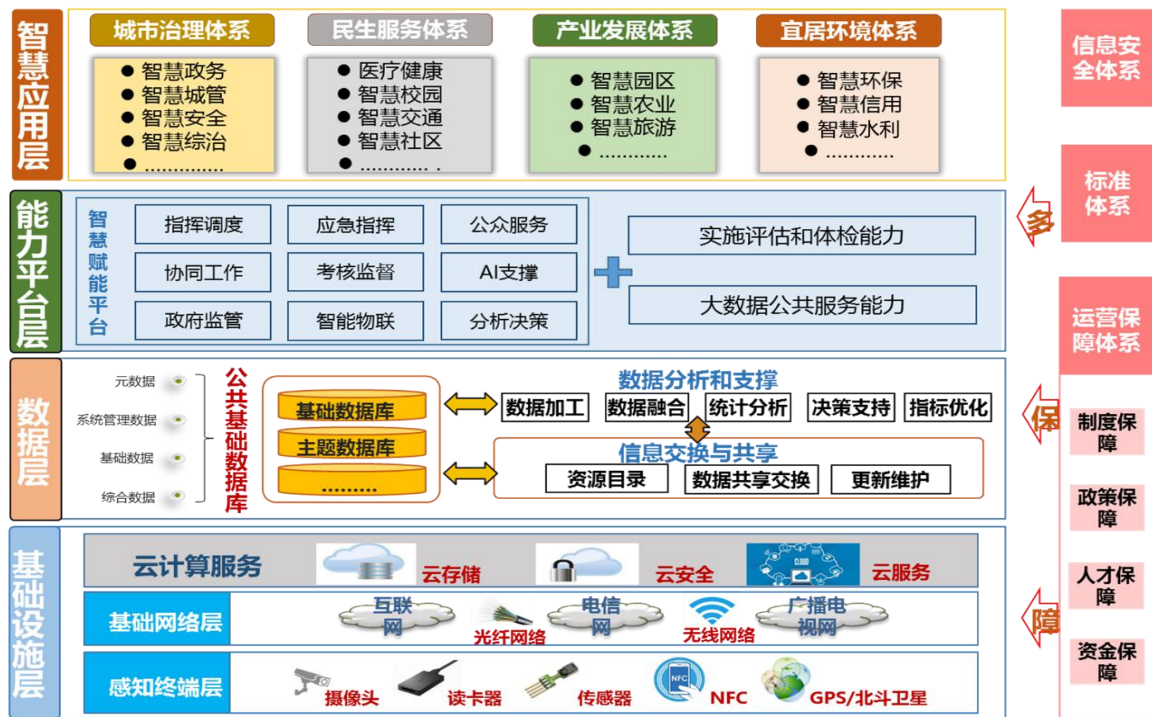 智慧应用层
城市治理体系
智慧政务
智慧城管
智慧安全
智慧综治
..............
民生服务体系
医疗健康
智慧校园
智慧交通
智慧社区
............ .
产业发展体系
智慧园区
智慧农业
智慧旅游
............
宜居环境体系
智慧环保
智慧信用
智慧水利
............
能力平台层
智慧赋能平台
指挥调度
应急指挥
公众服务
协同工作
考核监督
AI支撑
政府监管
智能物联
分析决策
实施评估和体检能力
大数据公共服务能力
数据层
元数据
系统管理数据
基础数据
综合数据
公共基础数据库
基础数据库
主题数据库
.........
数据分析和支撑
数据加工
数据融合
统计分析
决策支持
指标优化
信息交换与共享
资源目录
数据共享交换
更新维护
基础设施层
云计算服务
云存储
云安全
CLOUD
云服务
基础网络层
互联
网
光纤网络
电信
网
无线网络
广播电
视网
感知终端层
摄像头
读卡器
传感器
NFC
NFC
GPS/北斗卫星
多
保
障
信息安
全体系
标准
体系
运营保
障体系
制度保
障
政策保
障
人才保
障
资金保
障